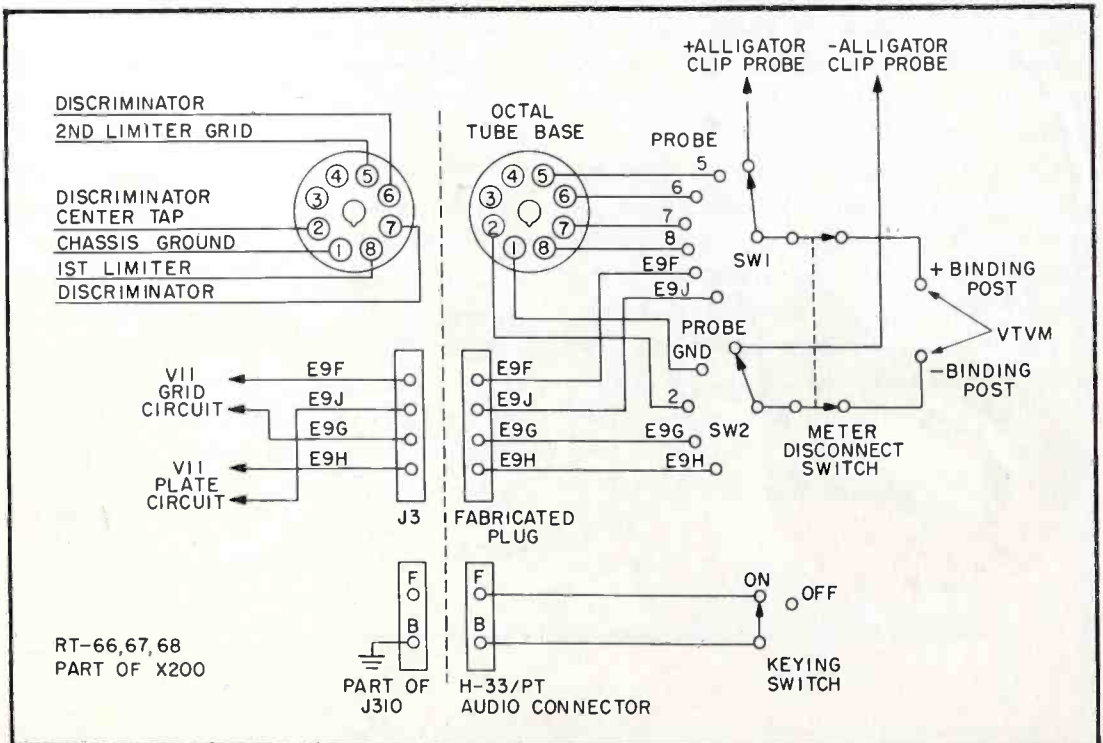 +ALLIGATOR CLIP PROBE
-ALLIGATOR CLIP PROBE
DISCRIMINATOR
2ND LIMITER GRID
DISCRIMINATOR
CENTER TAP
CHASSIS GROUND
1ST LIMITER
DISCRIMINATOR
4 5
3 6
2 7
1 8
OCTAL
TUBE BASE
4 5
3 6
2 7
1 8
PROBE
5
6
7
8
E9F
E9J
PROBE
GND
2
E9G
E9H
SW1
SW2
+ BINDING
POST
VTVM
-BINDING
POST
METER
DISCONNECT
SWITCH
V11
GRID
CIRCUIT
V11
PLATE
CIRCUIT
E9F
E9J
E9G
E9H
J3
E9F
E9J
E9G
E9H
FABRICATED
PLUG
F
B
PART OF
J310
F
B
H-33/PT
AUDIO CONNECTOR
ON
OFF
KEYING
SWITCH
RT-66,67,68
PART OF X200